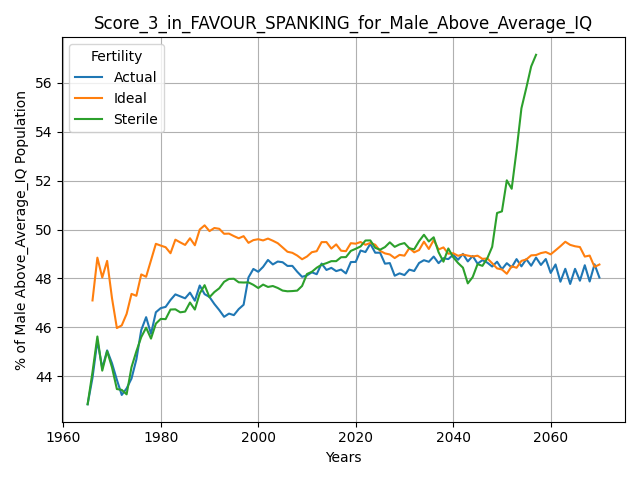 Score_3_in_FAVOUR_SPANKING_for_Male_Above_Average_IQ
Fertility
Actual
Ideal
Sterile
% of Male Above_Average_IQ Population
56
54
52
50
48
46
44
1960
1980
2000
2020
2040
2060
Years